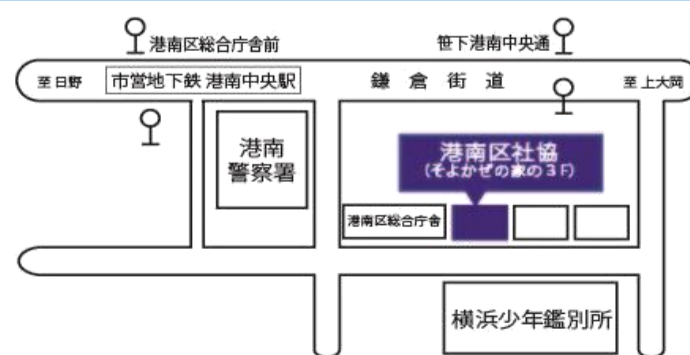 港南区総合庁舎前
笹下港南中央通
至日野
市営地下鉄 港南中央駅
鎌倉街道
至上大岡
港南
警察署
港南区社協
(そよかぜの家の3F)
港南区総合庁舎
横浜少年鑑別所